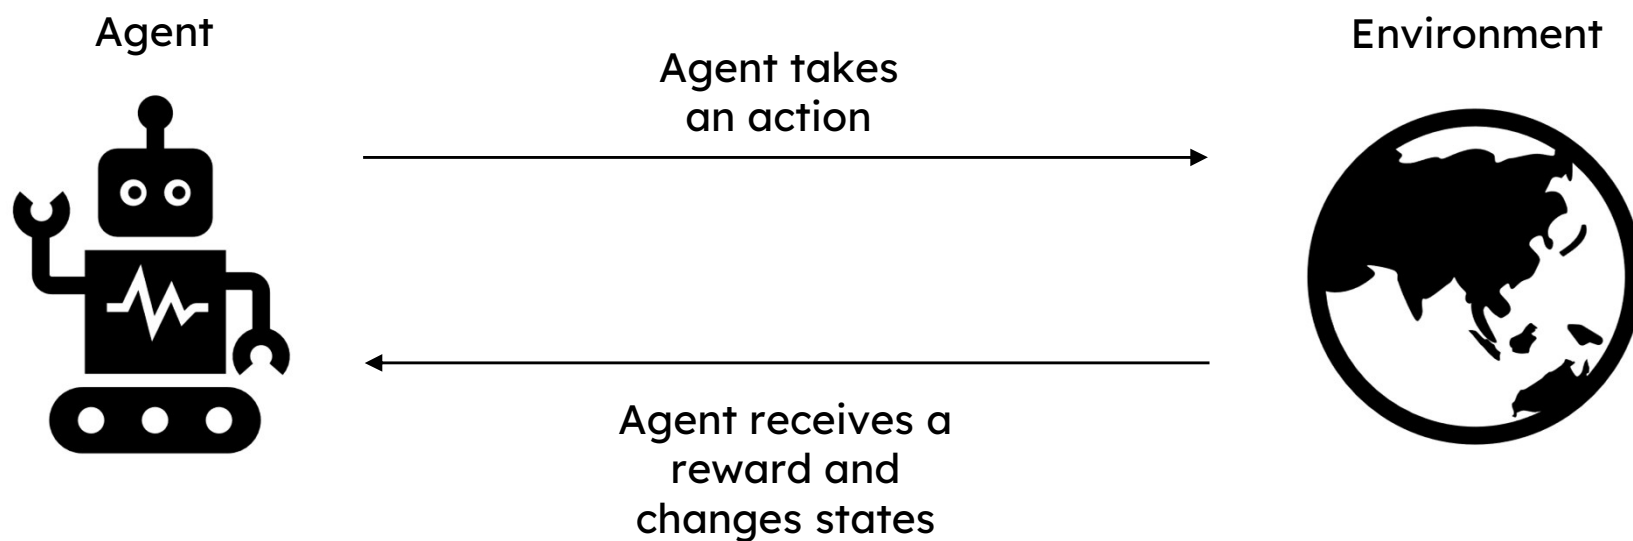 Agent
Environment
Agent takes
an action
Agent receives a
reward and
changes states